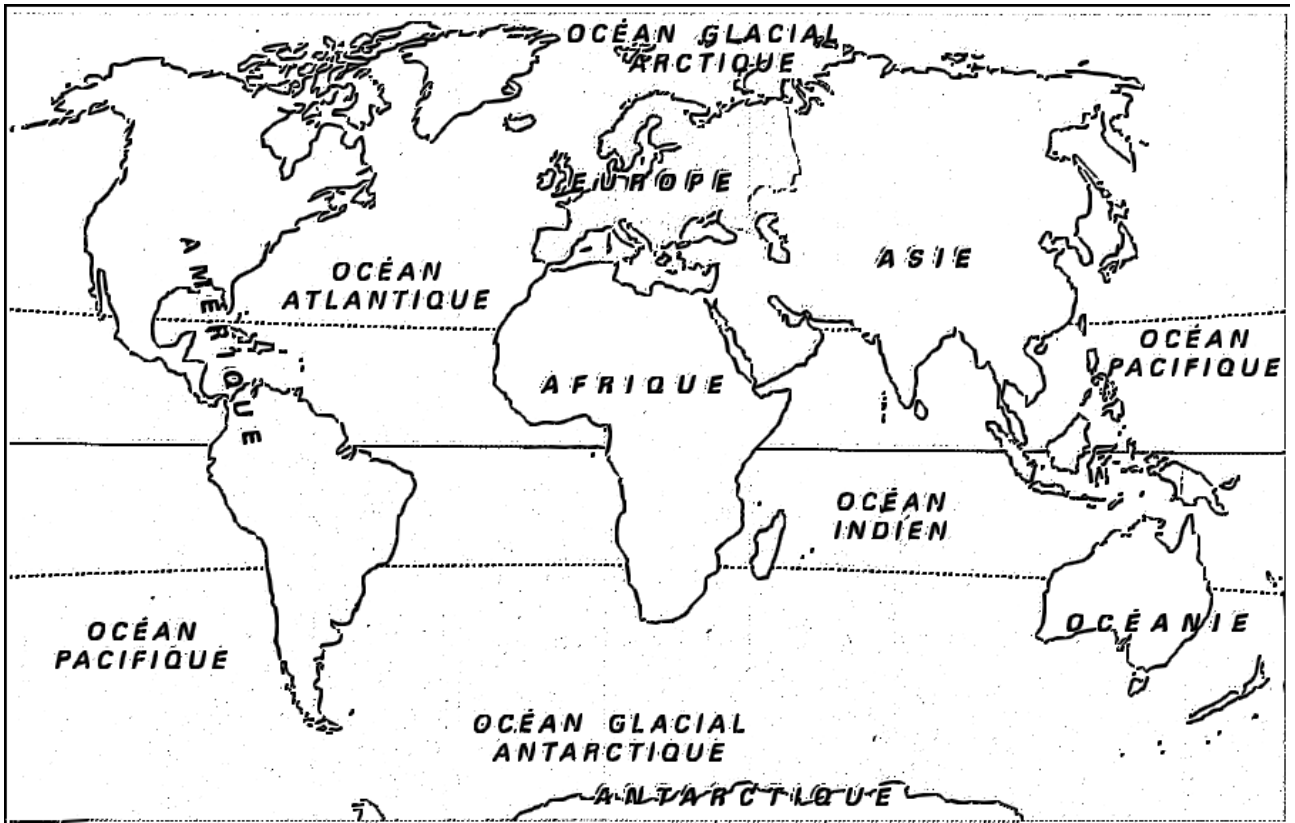 OCÉAN GLACIAL
ARCTIQUE
EUROPE
ASIE
AMÉRIQUE
OCÉAN
ATLANTIQUE
OCÉAN
PACIFIQUE
AFRIQUE
OCÉAN
INDIEN
OCÉANIE
OCÉAN
PACIFIQUE
OCÉAN GLACIAL
ANTARCTIQUE
ANTARCTIQUE